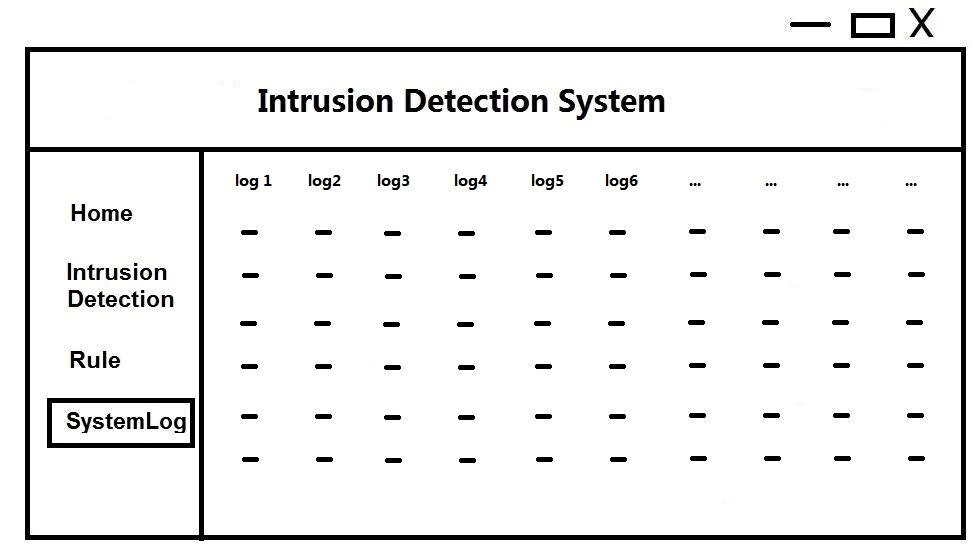 X
Intrusion Detection System
log 1 log2 log3 log4 log5 log6 ... ... ... ...
Home
Intrusion
Detection
Rule
SystemLog